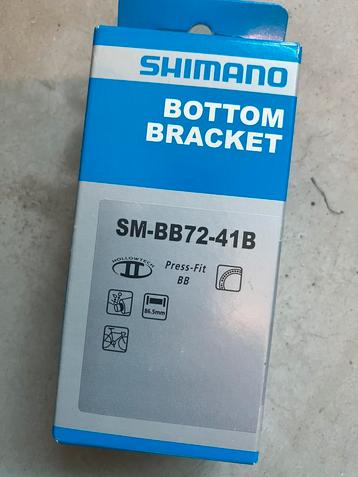 SHIMANO
BOTTOM
BRACKET
SM-BB72-41B
HOLLOWTECH
II
Press-Fit
BB
86.5mm